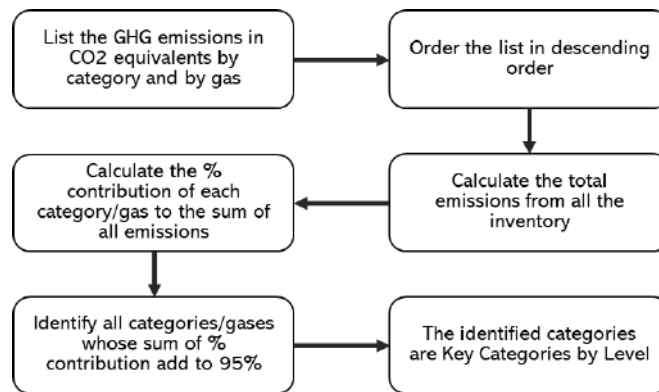 List the GHG emissions in
CO2 equivalents by
category and by gas
Order the list in descending
order
Calculate the total
emissions from all the
inventory
Calculate the %
contribution of each
category/gas to the sum of
all emissions
Identify all categories/gases
whose sum of %
contribution add to 95%
The identified categories
are Key Categories by Level